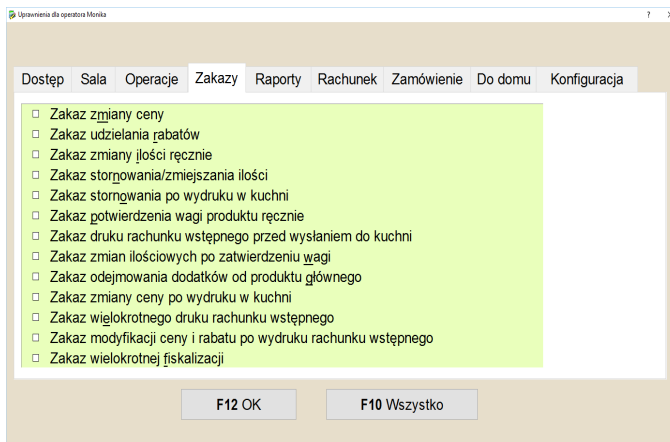 Uprawnienia dla operatora Monika ?
Dostęp Sala Operacje Zakazy Raporty Rachunek Zamówienie Do domu Konfiguracja
Zakaz zmiany ceny
Zakaz udzielania rabatów
Zakaz zmiany ilości ręcznie
Zakaz stornowania/zmiejszania ilości
Zakaz stornowania po wydruku w kuchni
Zakaz potwierdzenia wagi produktu ręcznie
Zakaz druku rachunku wstępnego przed wysłaniem do kuchni
Zakaz zmian ilościowych po zatwierdzeniu wagi
Zakaz odejmowania dodatków od produktu głównego
Zakaz zmiany ceny po wydruku w kuchni
Zakaz wielokrotnego druku rachunku wstępnego
Zakaz modyfikacji ceny i rabatu po wydruku rachunku wstępnego
Zakaz wielokrotnej fiskalizacji
F12 OK F10 Wszystko